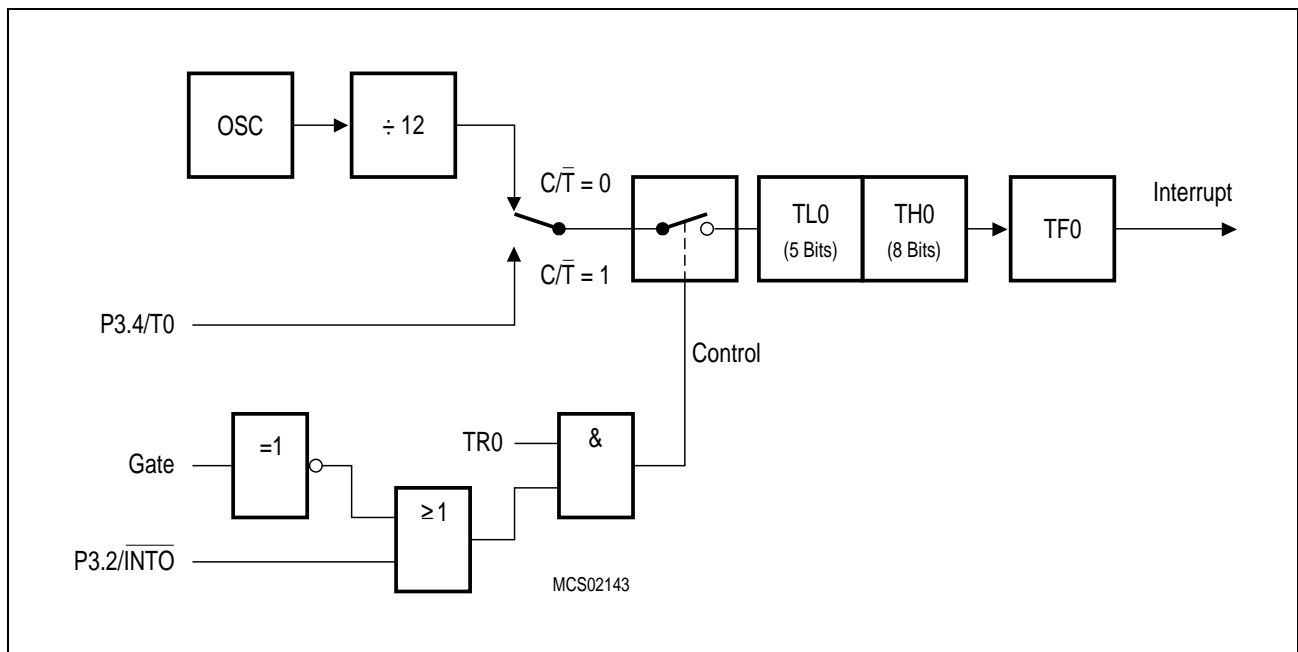 OSC
÷ 12
C/T̅ = 0
C/T̅ = 1
TL0
(5 Bits)
TH0
(8 Bits)
TF0
Interrupt
P3.4/T0
Control
TR0
&
Gate
=1
≥ 1
P3.2/I̅N̅T̅O̅
MCS02143